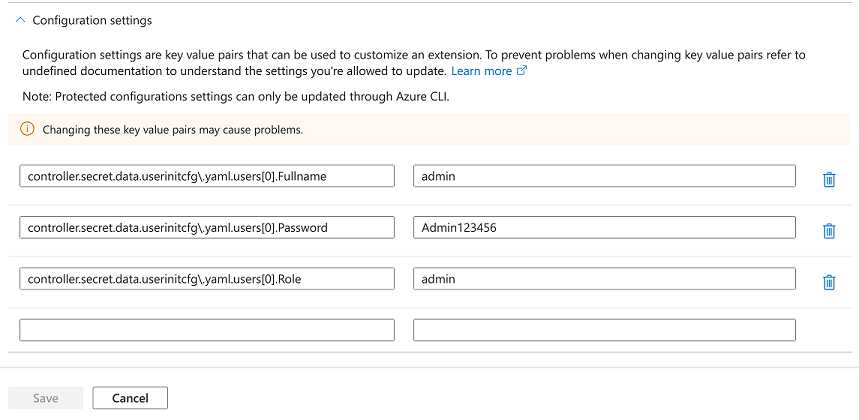 Configuration settings
Configuration settings are key value pairs that can be used to customize an extension. To prevent problems when changing key value pairs refer to
undefined documentation to understand the settings you're allowed to update. Learn more
Note: Protected configurations settings can only be updated through Azure CLI.
Changing these key value pairs may cause problems.
controller.secret.data.userinitcfg\.yaml.users[0].Fullname admin
controller.secret.data.userinitcfg\.yaml.users[0].Password Admin123456
controller.secret.data.userinitcfg\.yaml.users[0].Role admin
Save Cancel